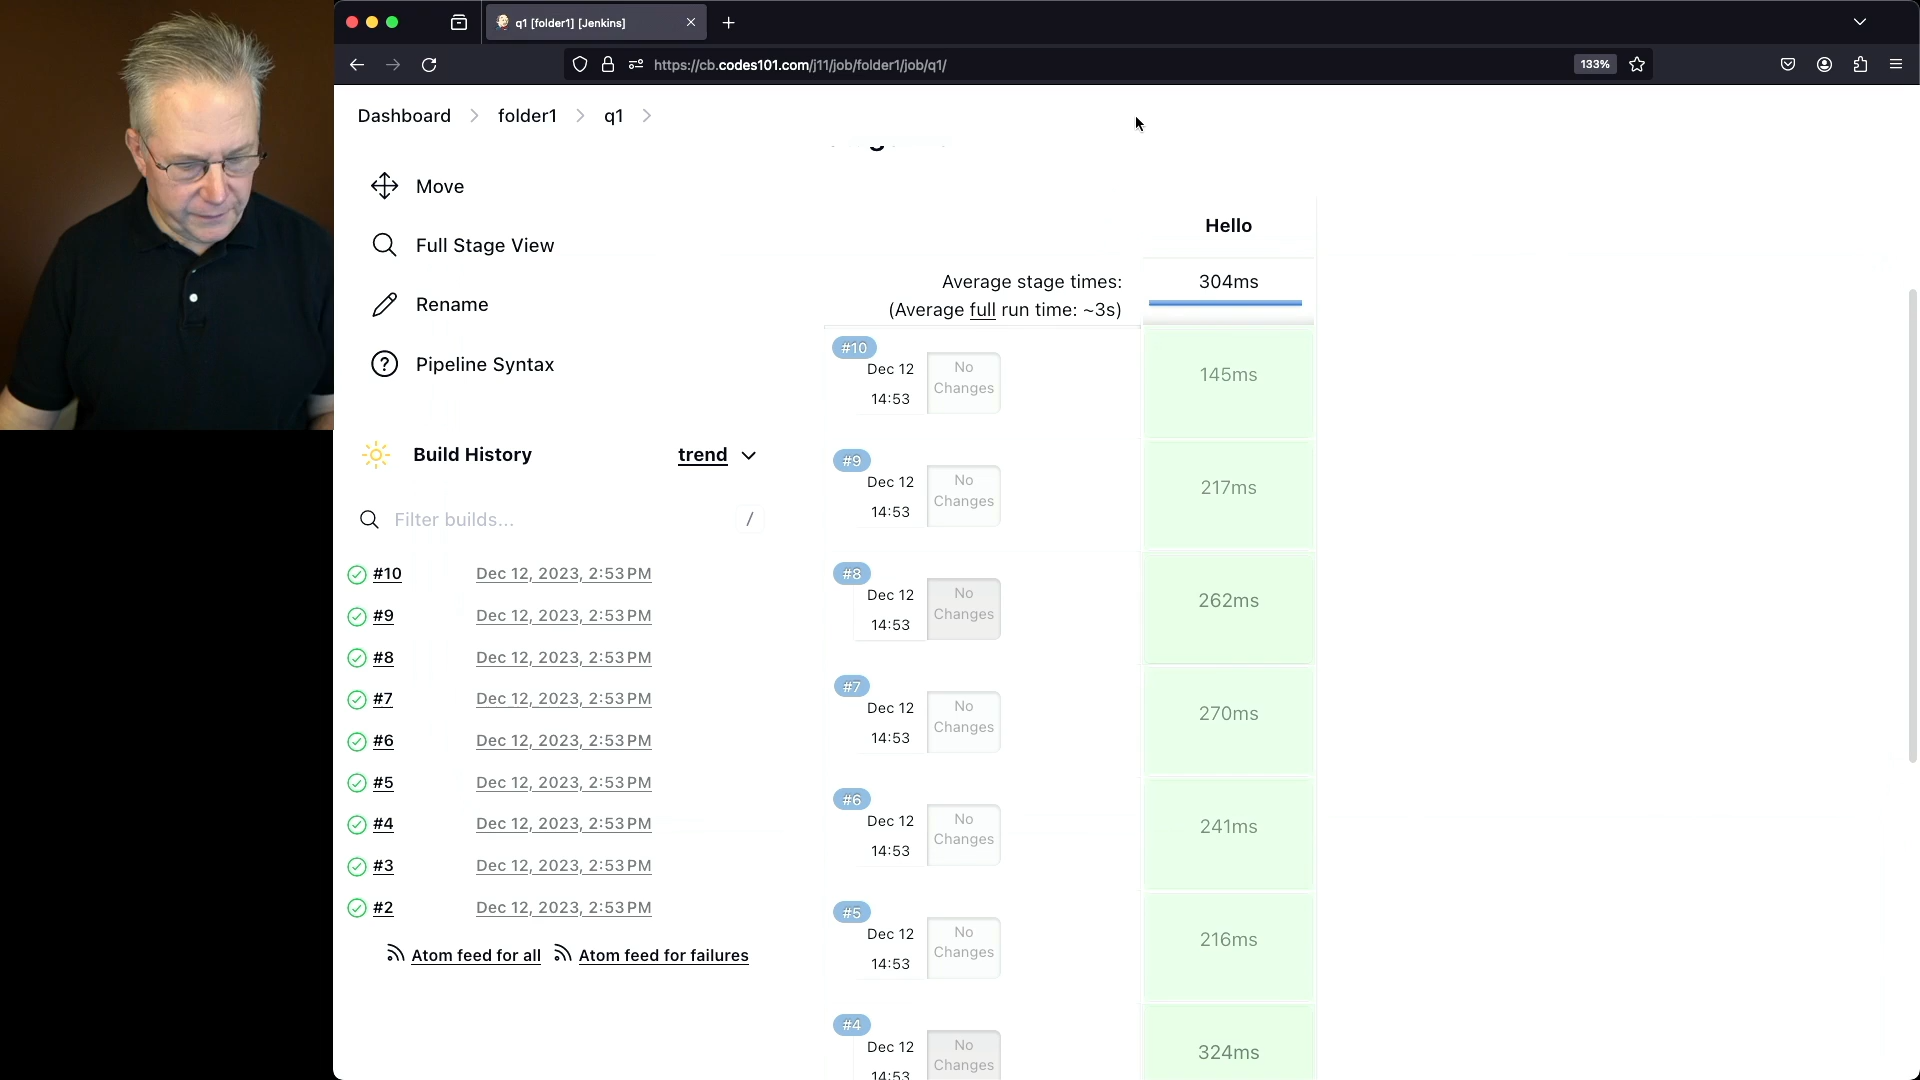 q1 [folder1] [Jenkins]
https://cb.codes101.com/j11/job/folder1/job/q1/
133%
Dashboard
folder1
q1
Move
Full Stage View
Rename
Pipeline Syntax
Build History
trend
Filter builds...
/
#10 Dec 12, 2023, 2:53 PM
#9 Dec 12, 2023, 2:53 PM
#8 Dec 12, 2023, 2:53 PM
#7 Dec 12, 2023, 2:53 PM
#6 Dec 12, 2023, 2:53 PM
#5 Dec 12, 2023, 2:53 PM
#4 Dec 12, 2023, 2:53 PM
#3 Dec 12, 2023, 2:53 PM
#2 Dec 12, 2023, 2:53 PM
Atom feed for all
Atom feed for failures
Hello
Average stage times:
304ms
(Average full run time: ~3s)
#10
Dec 12
14:53
No
Changes
145ms
#9
Dec 12
14:53
No
Changes
217ms
#8
Dec 12
14:53
No
Changes
262ms
#7
Dec 12
14:53
No
Changes
270ms
#6
Dec 12
14:53
No
Changes
241ms
#5
Dec 12
14:53
No
Changes
216ms
#4
Dec 12
14:53
No
Changes
324ms